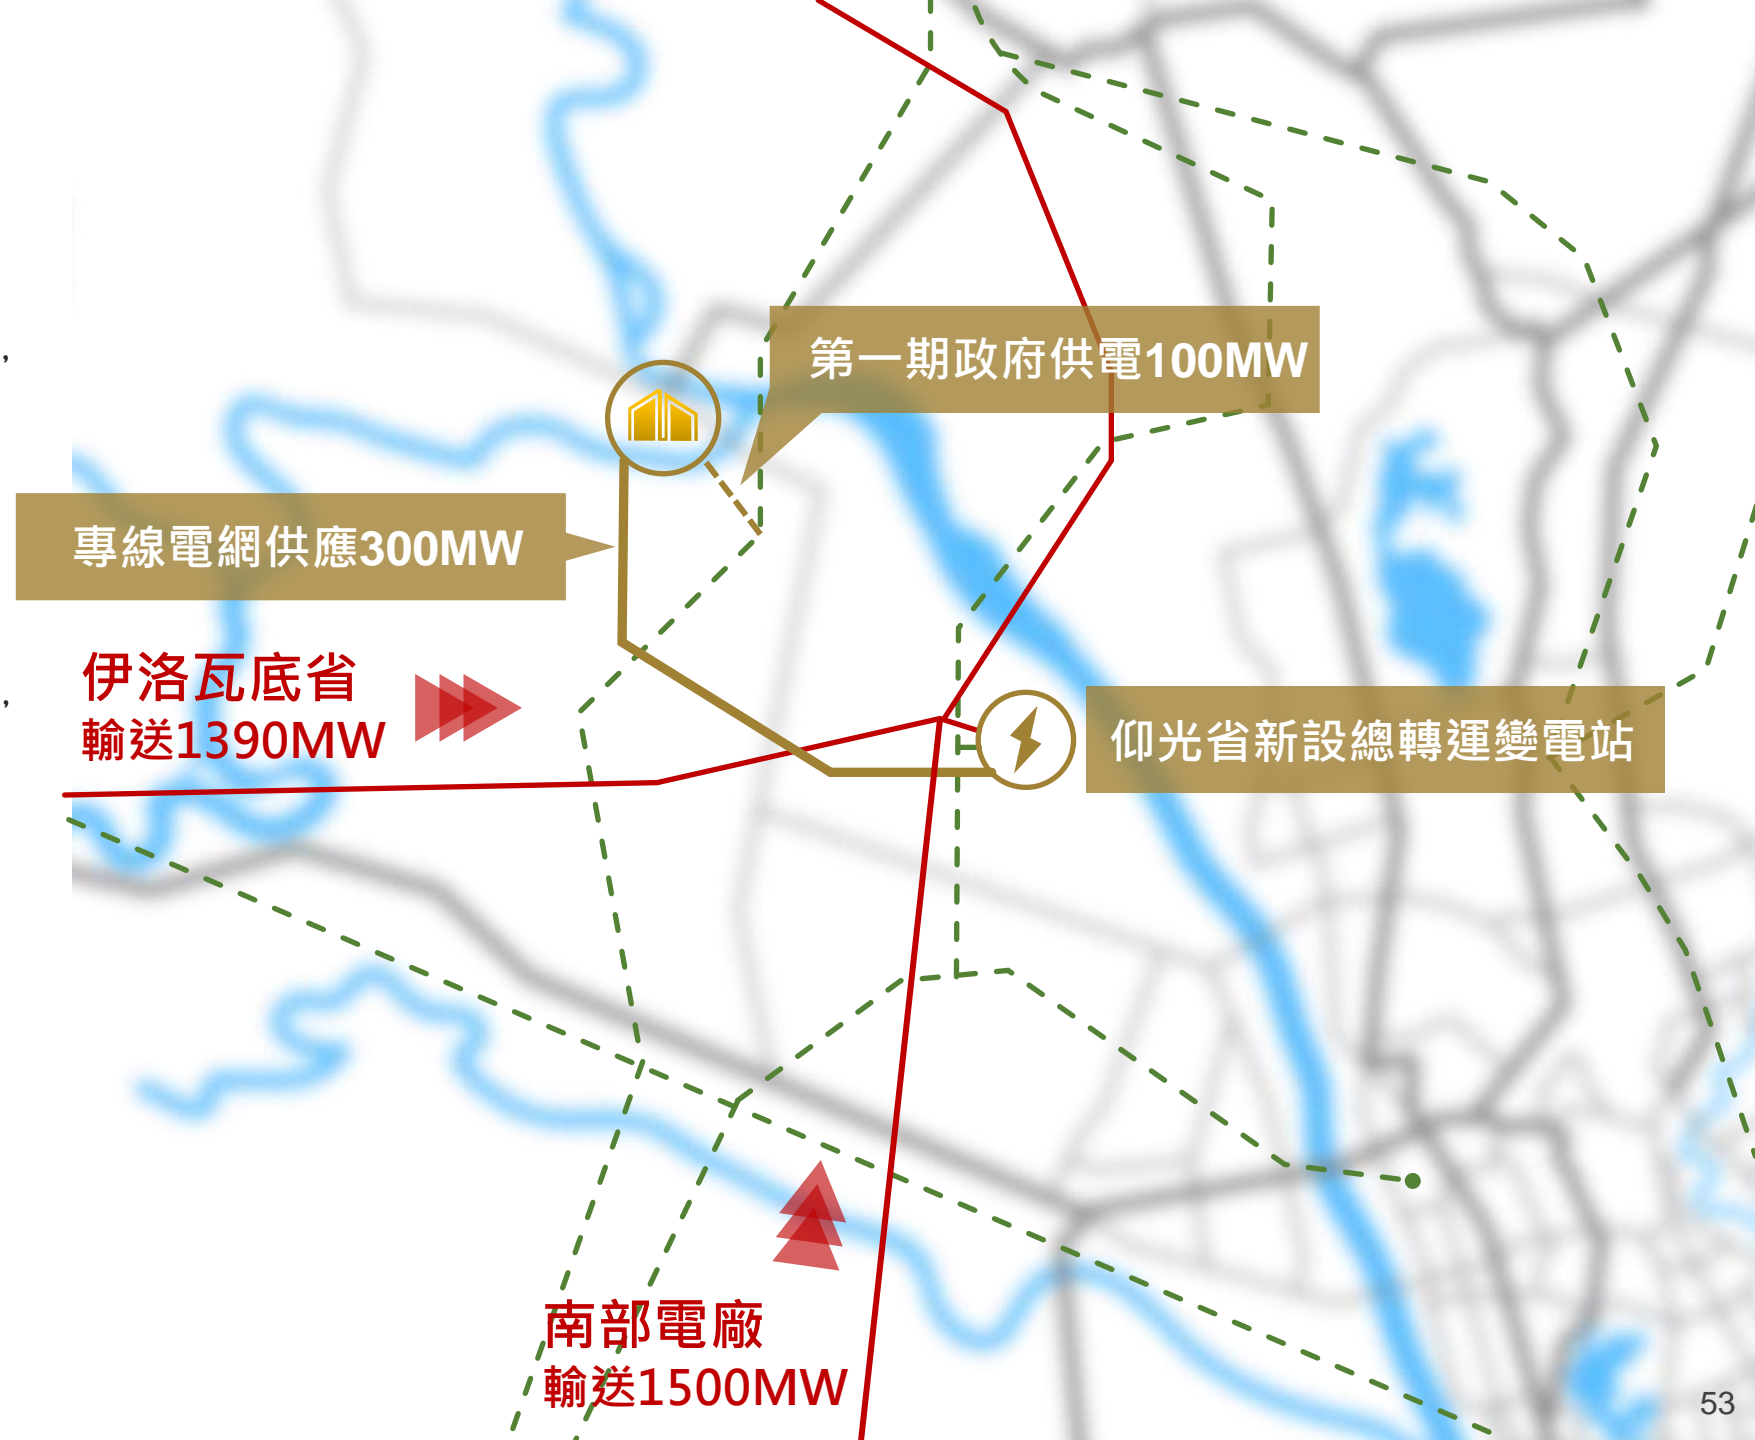 第一期政府供電100MW
，
專線電網供應300MW
伊洛瓦底省
輸送1390MW
，
仰光省新設總轉運變電站
南部電廠
輸送1500MW
53